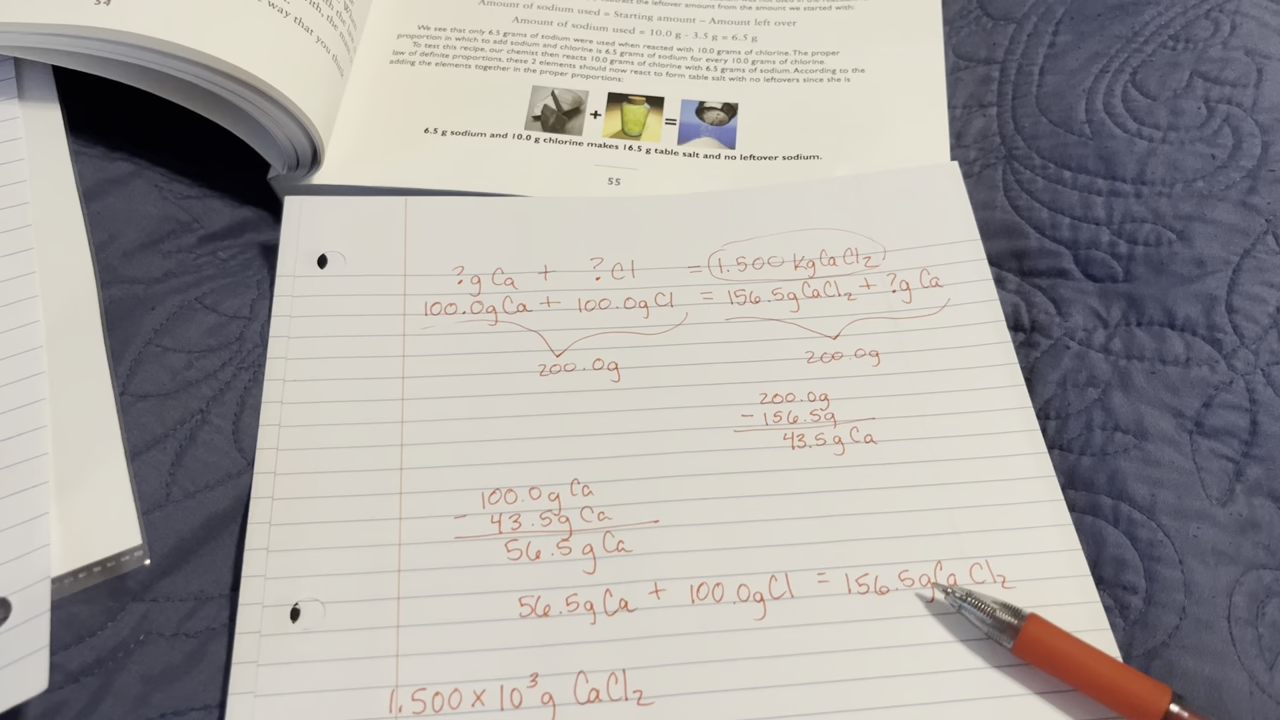 54
way that you think
Amount of sodium used = Starting amount – Amount left over
Amount of sodium used = 10.0 g - 3.5 g = 6.5 g
We see that only 6.5 grams of sodium were used when reacted with 10.0 grams of chlorine. The proper
proportion in which to add sodium and chlorine is 6.5 grams of sodium for every 10.0 grams of chlorine.
To test this recipe, our chemist then reacts 10.0 grams of chlorine with 6.5 grams of sodium. According to the
law of definite proportions, these 2 elements should now react to form table salt with no leftovers since she is
adding the elements together in the proper proportions:
+ =
6.5 g sodium and 10.0 g chlorine makes 16.5 g table salt and no leftover sodium.
55
?g Ca + ?Cl = 1.500 kg CaCl₂
100.0g Ca + 100.0g Cl = 156.5g CaCl₂ + ?g Ca
200.0g 200.0g
200.0g
- 156.5g
43.5g Ca
100.0g Ca
- 43.5g Ca
56.5g Ca
56.5g Ca + 100.0g Cl = 156.5g CaCl₂
1.500 x 10³g CaCl₂